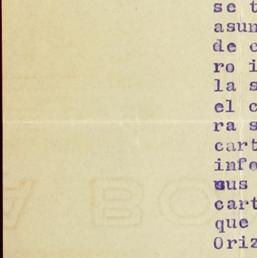 se t
asun
de c
ro i
la s
el c
ra s
cart
info
sus
cart
que
Oriz